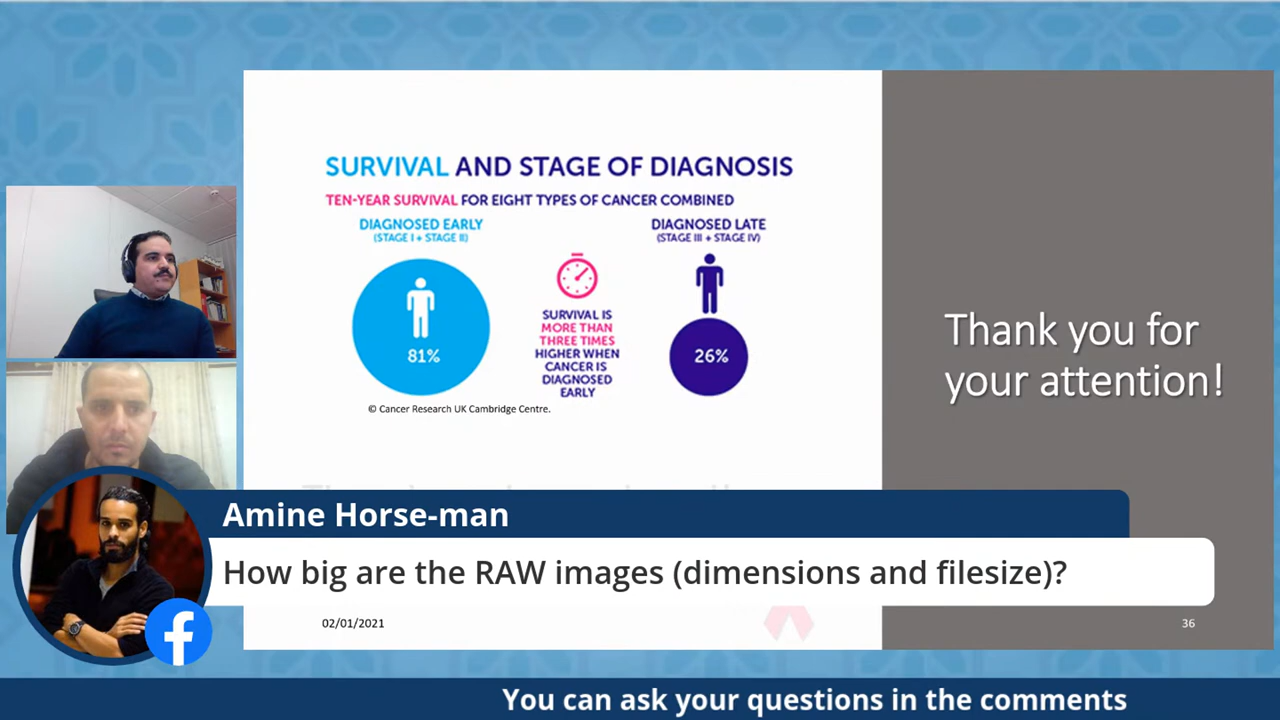 SURVIVAL AND STAGE OF DIAGNOSIS
TEN-YEAR SURVIVAL FOR EIGHT TYPES OF CANCER COMBINED
DIAGNOSED EARLY
(STAGE I + STAGE II)
81%
SURVIVAL IS
MORE THAN
THREE TIMES
HIGHER WHEN
CANCER IS
DIAGNOSED
EARLY
DIAGNOSED LATE
(STAGE III + STAGE IV)
26%
© Cancer Research UK Cambridge Centre.
Thank you for
your attention!
Amine Horse-man
How big are the RAW images (dimensions and filesize)?
02/01/2021
36
You can ask your questions in the comments